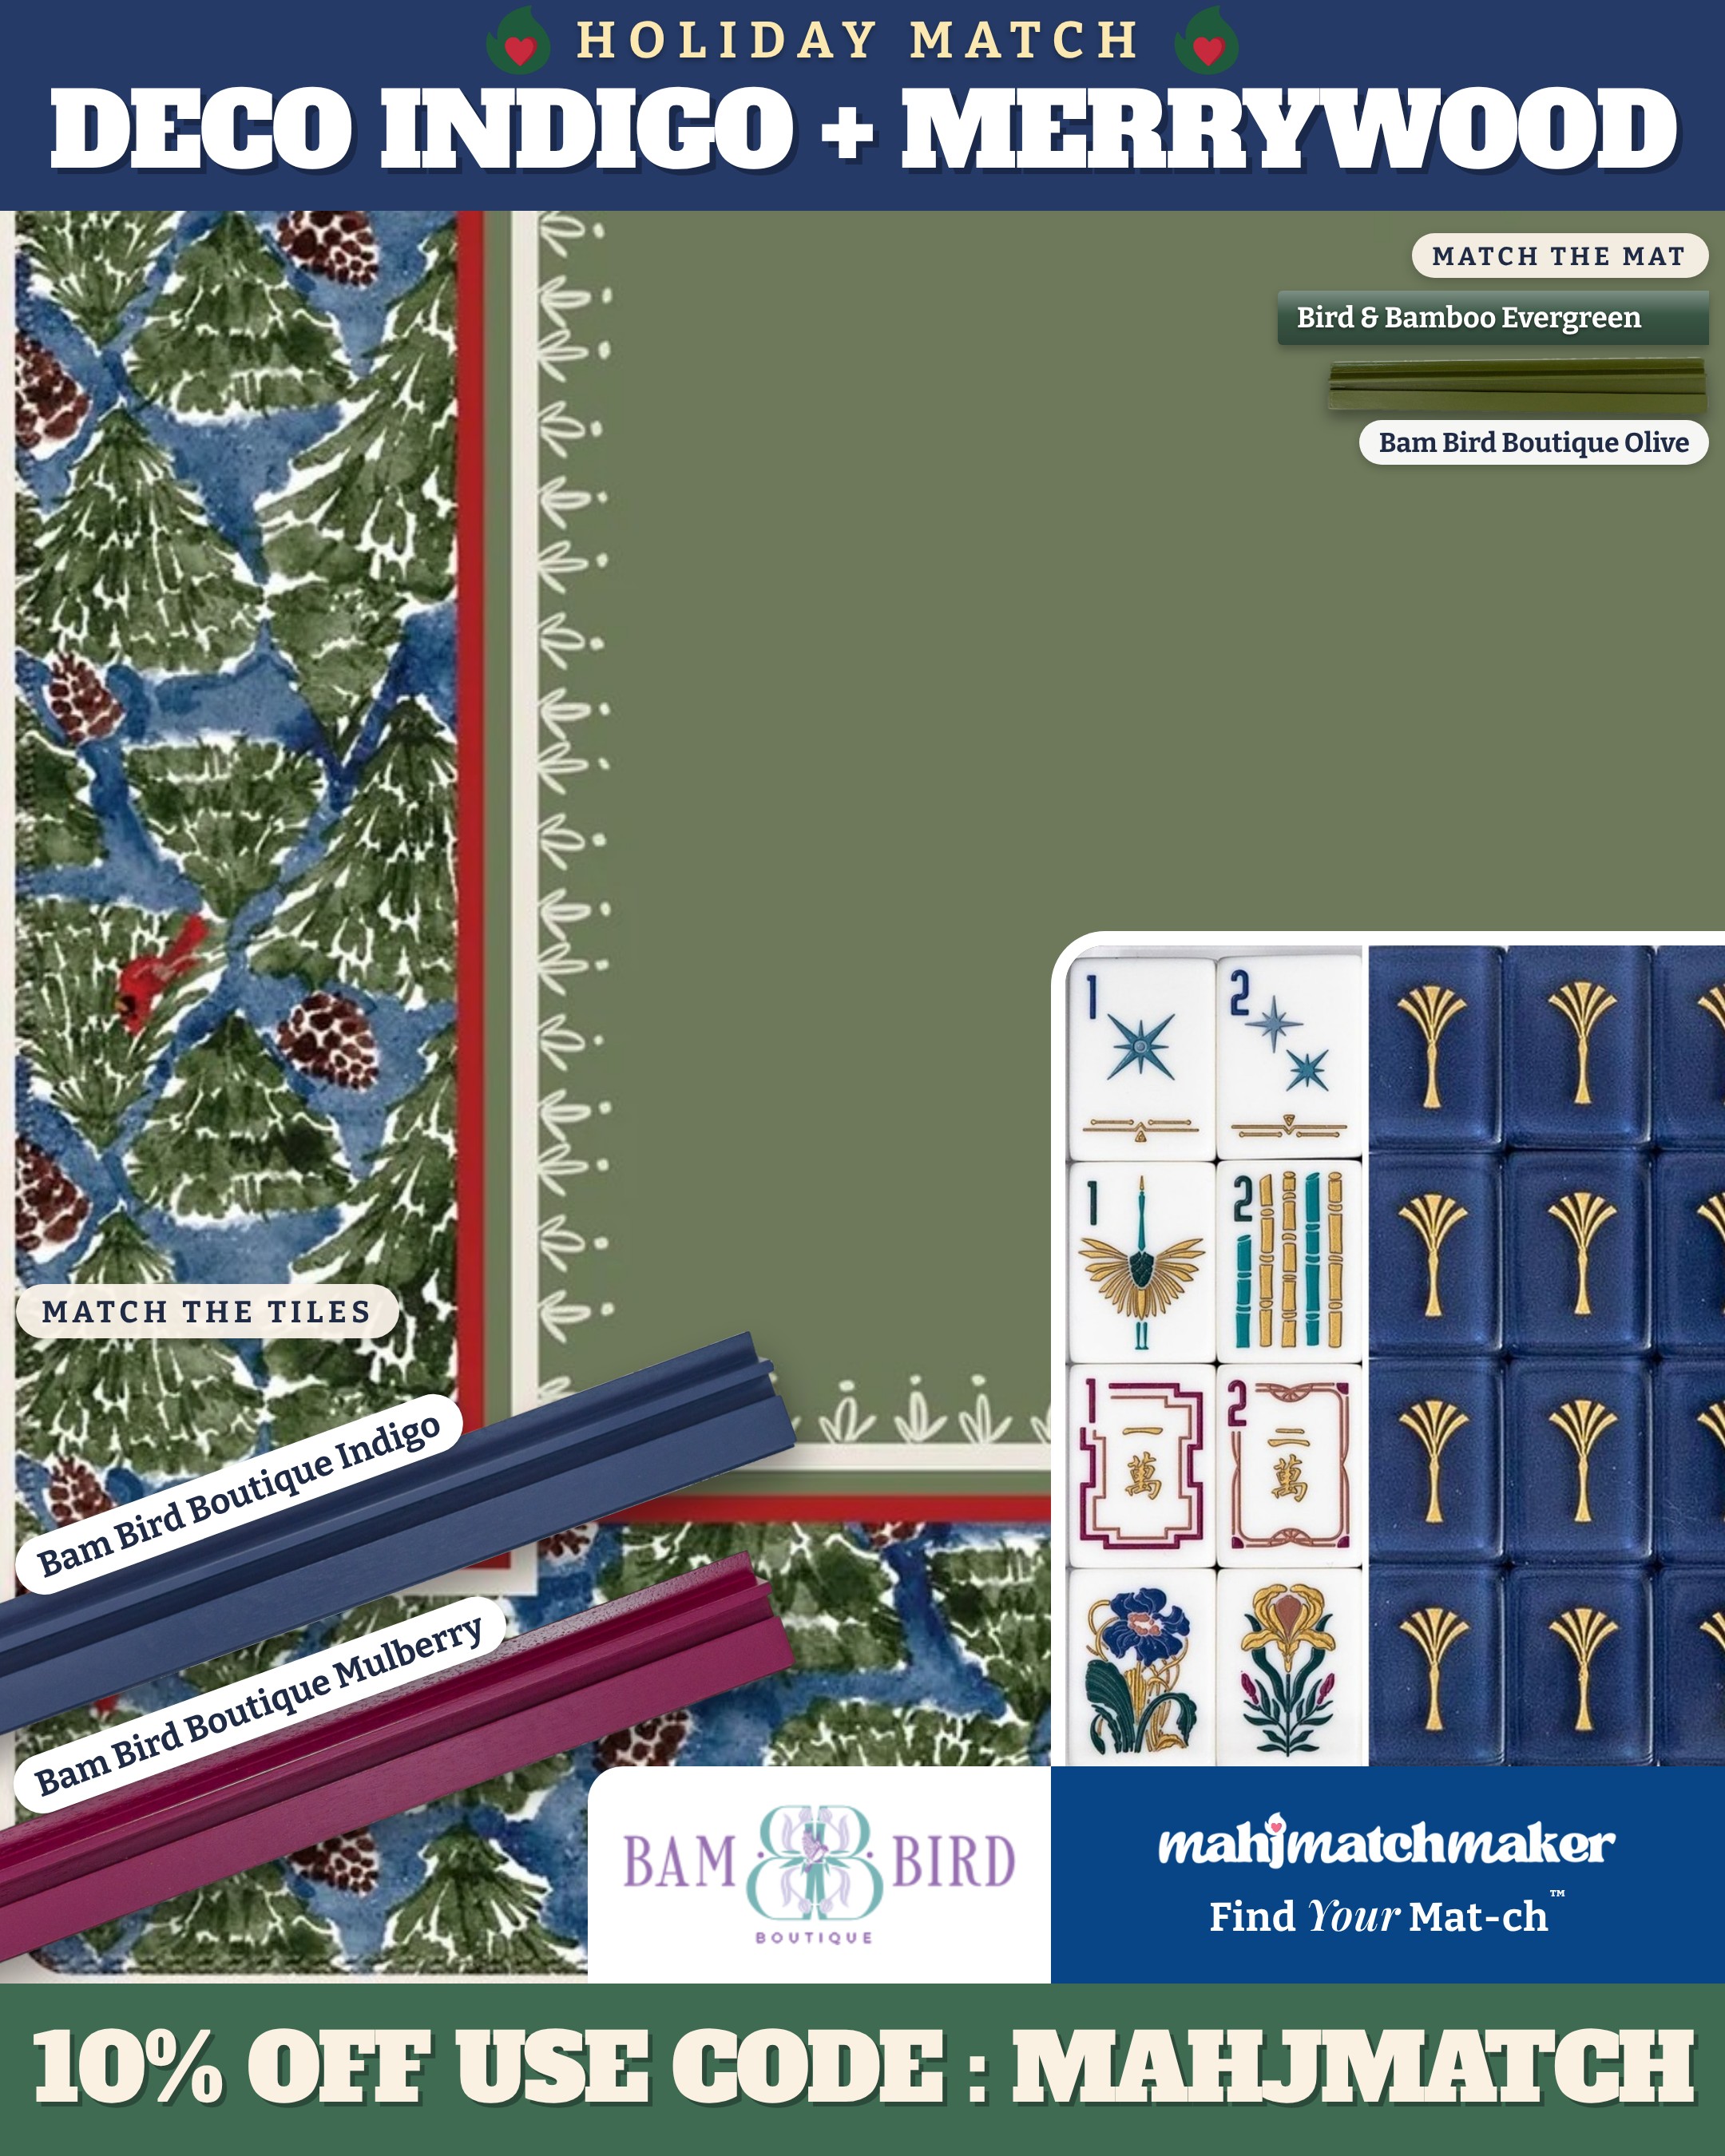 HOLIDAY MATCH
DECO INDIGO + MERRYWOOD
MATCH THE MAT
Bird & Bamboo Evergreen
Bam Bird Boutique Olive
1 2
1 2
1 一萬 2 二萬
MATCH THE TILES
Bam Bird Boutique Indigo
Bam Bird Boutique Mulberry
BAM BIRD
BOUTIQUE
mahjmatchmaker
Find Your Mat-ch™
10% OFF USE CODE : MAHJMATCH